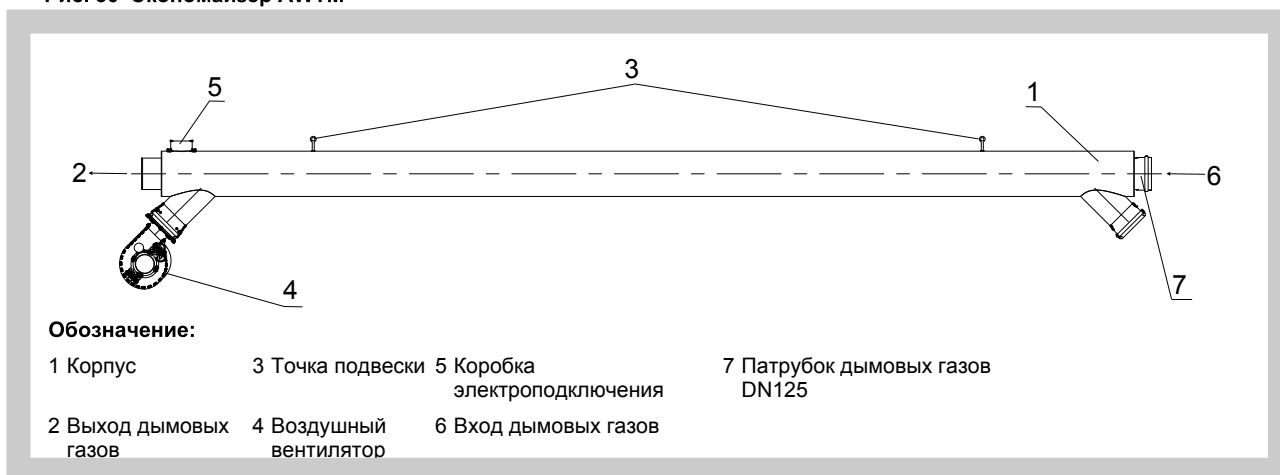 5
3
1
2
6
4
7
Обозначение:
1 Корпус
3 Точка подвески
5 Коробка
электроподключения
7 Патрубок дымовых газов
DN125
2 Выход дымовых
газов
4 Воздушный
вентилятор
6 Вход дымовых газов